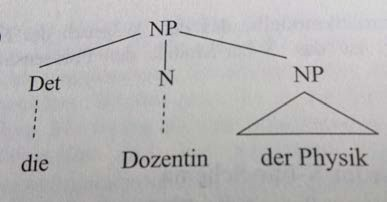 NP
Det N NP
die Dozentin der Physik